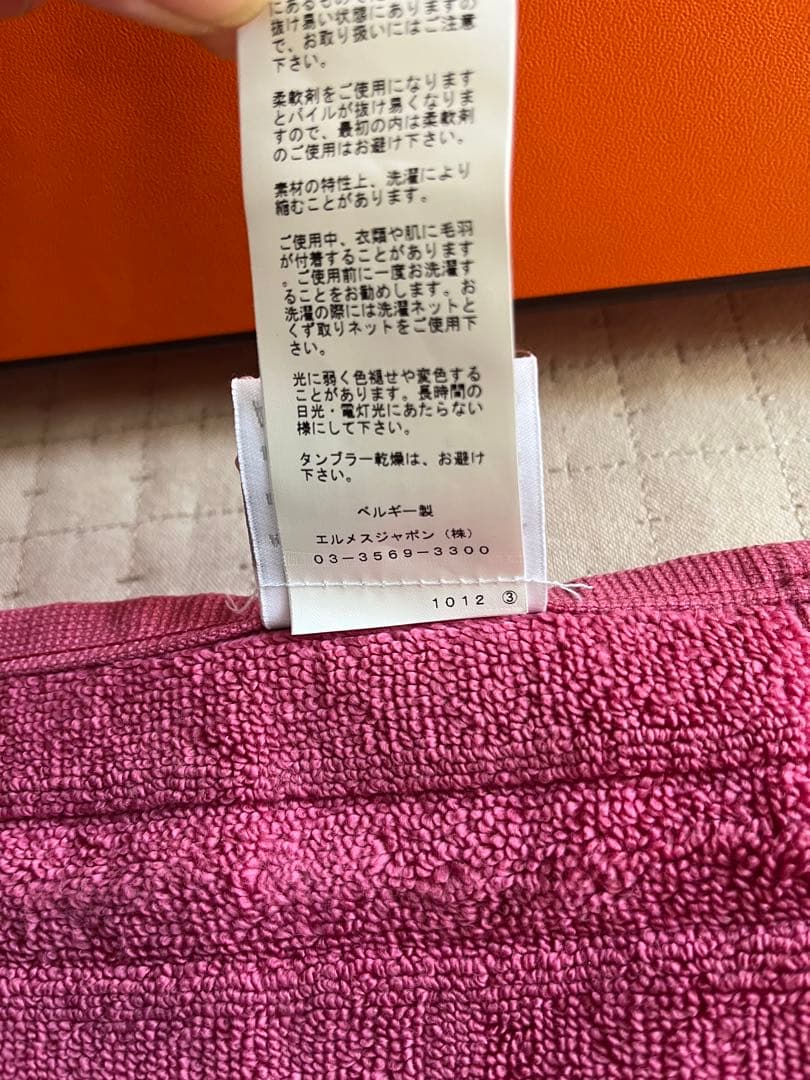 にあるもので
抜け易い状態にありますの
で、お取り扱いにはご注意
下さい。
柔軟剤をご使用になります
とパイルが抜け易くなりま
すので、最初の内は柔軟剤
のご使用はお避け下さい。
素材の特性上、洗濯により
縮むことがあります。
ご使用中、衣類や肌に毛羽
が付着することがあります
。ご使用前に一度お洗濯す
ることをお勧めします。お
洗濯の際には洗濯ネットと
くず取りネットをご使用下
さい。
光に弱く色褪せや変色する
ことがあります。長時間の
日光・電灯光にあたらない
様にして下さい。
タンブラー乾燥は、お避け
下さい。
ベルギー製
エルメスジャポン（株）
03-3569-3300
1012 ③